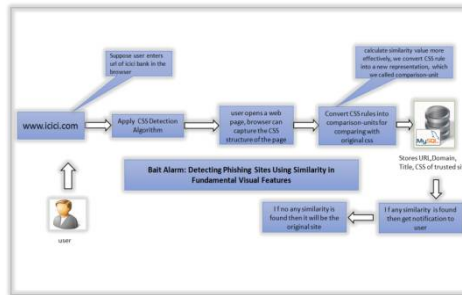 Suppose user enters
url of icici bank in the
browser
calculate similarity value more
effectively, we convert CSS rule
into a new representation, which
we called comparison-unit
www.icici.com
Apply CSS Detection
Algorithm
user opens a web
page, browser can
capture the CSS
structure of the page
Convert CSS rules into
comparison-units for
comparing with
original css
MySQL
Stores URL,Domain,
Title, CSS of trusted si
Bait Alarm: Detecting Phishing Sites Using Similarity in
Fundamental Visual Features
user
I f no any similarity is
found then it will be the
original site
I f any similarity is found
then get notification to
user